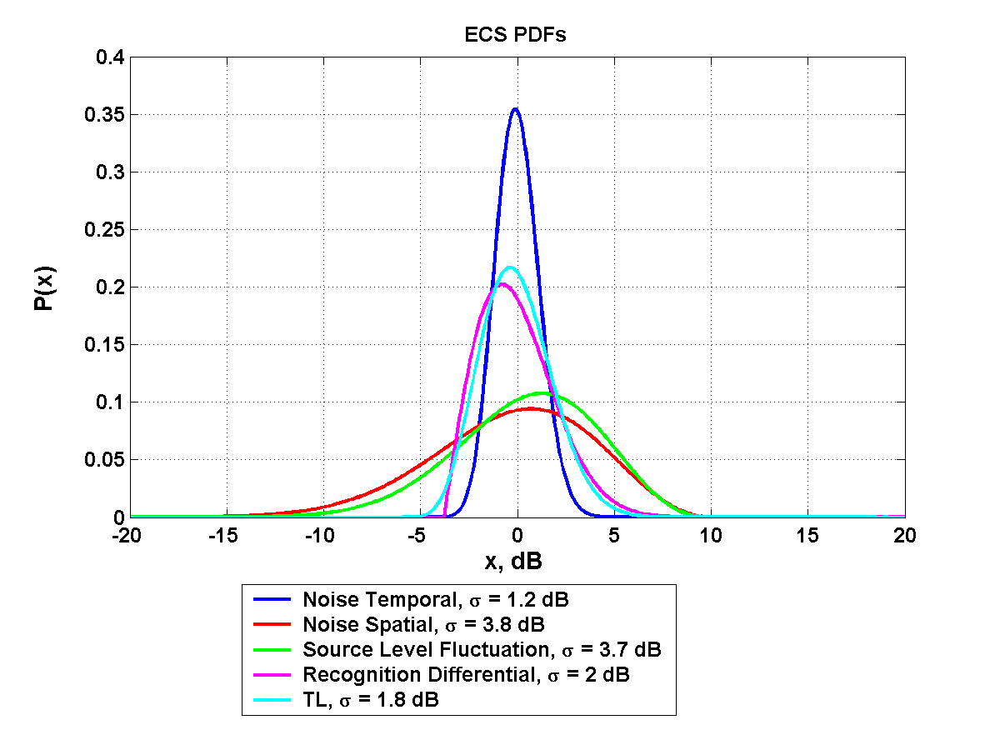 ECS PDFs
0.4
0.35
0.3
0.25
0.2
0.15
0.1
0.05
0
P(x)
-20 -15 -10 -5 0 5 10 15 20
x, dB
Noise Temporal, σ = 1.2 dB
Noise Spatial, σ = 3.8 dB
Source Level Fluctuation, σ = 3.7 dB
Recognition Differential, σ = 2 dB
TL, σ = 1.8 dB